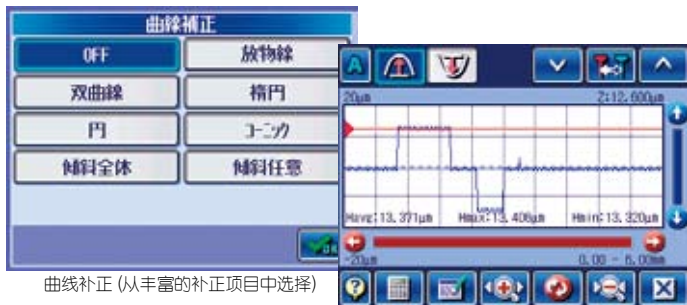 曲線補正
OFF
放物線
双曲線
楕円
円
コーニック
傾斜全体
傾斜任意
OK
曲线补正 (从丰富的补正项目中选择)
A
20μm
Z:12,600μm
Havg:13.371μm
Hmax:13.406μm
Hmin:13.320μm
-20μm
0.00 - 6.00mm